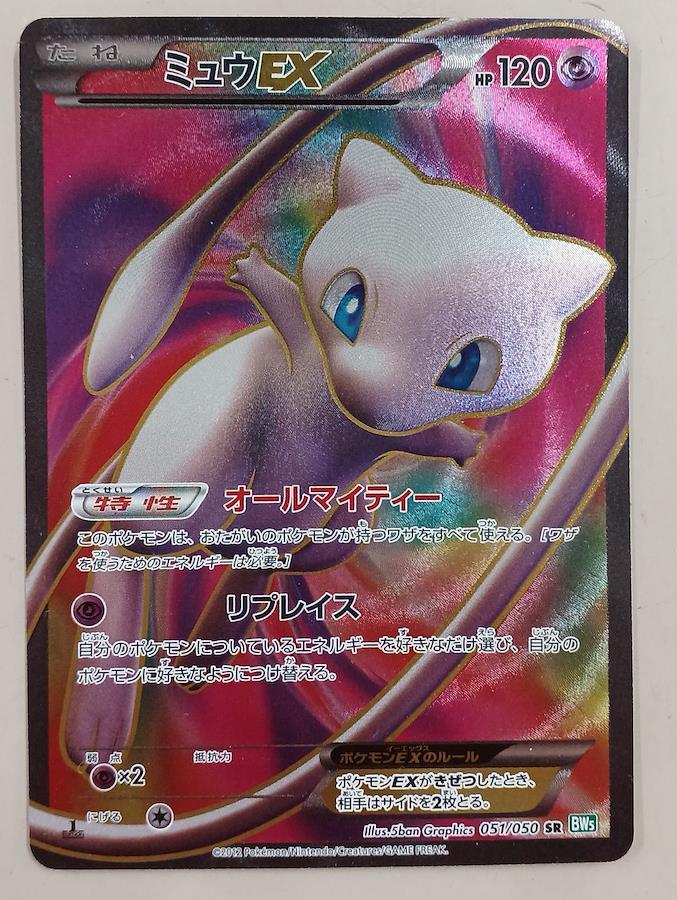 たね ミュウEX HP120
特性 オールマイティー
とくせい
このポケモンは、おたがいのポケモンが持つワザをすべて使える。[ワザ
を使うためのエネルギーは必要。]
リプレイス
自分のポケモンについているエネルギーを好きなだけ選び、自分の
ポケモンに好きなようにつけ替える。
弱点 抵抗力
×2
にげる
ポケモンEXのルール
イーエックス
ポケモンEXがきぜつしたとき、
相手はサイドを2枚とる。
Illus.5ban Graphics 051/050 SR BW5
©2012 Pokémon/Nintendo/Creatures/GAME FREAK.